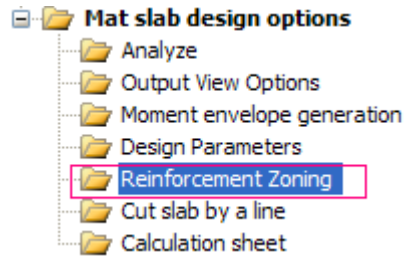 Mat slab design options
Analyze
Output View Options
Moment envelope generation
Design Parameters
Reinforcement Zoning
Cut slab by a line
Calculation sheet